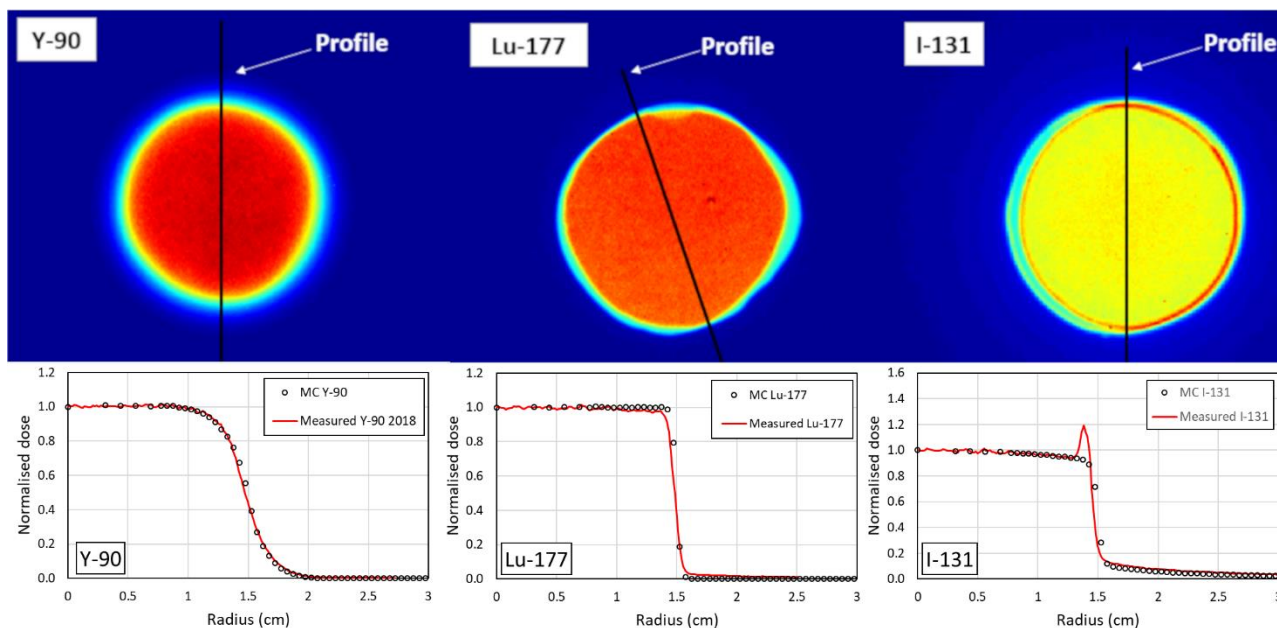 Y-90
Profile
Lu-177
Profile
I-131
Profile
1.2
1.0
0.8
0.6
0.4
0.2
0.0
Normalised dose
MC Y-90
Measured Y-90 2018
Y-90
0 0.5 1 1.5 2 2.5 3
Radius (cm)
1.2
1.0
0.8
0.6
0.4
0.2
0.0
Normalised dose
MC Lu-177
Measured Lu-177
Lu-177
0 0.5 1 1.5 2 2.5 3
Radius (cm)
1.6
1.4
1.2
1.0
0.8
0.6
0.4
0.2
0.0
Normalised dose
MC I-131
Measured I-131
I-131
0 0.5 1 1.5 2 2.5 3
Radius (cm)